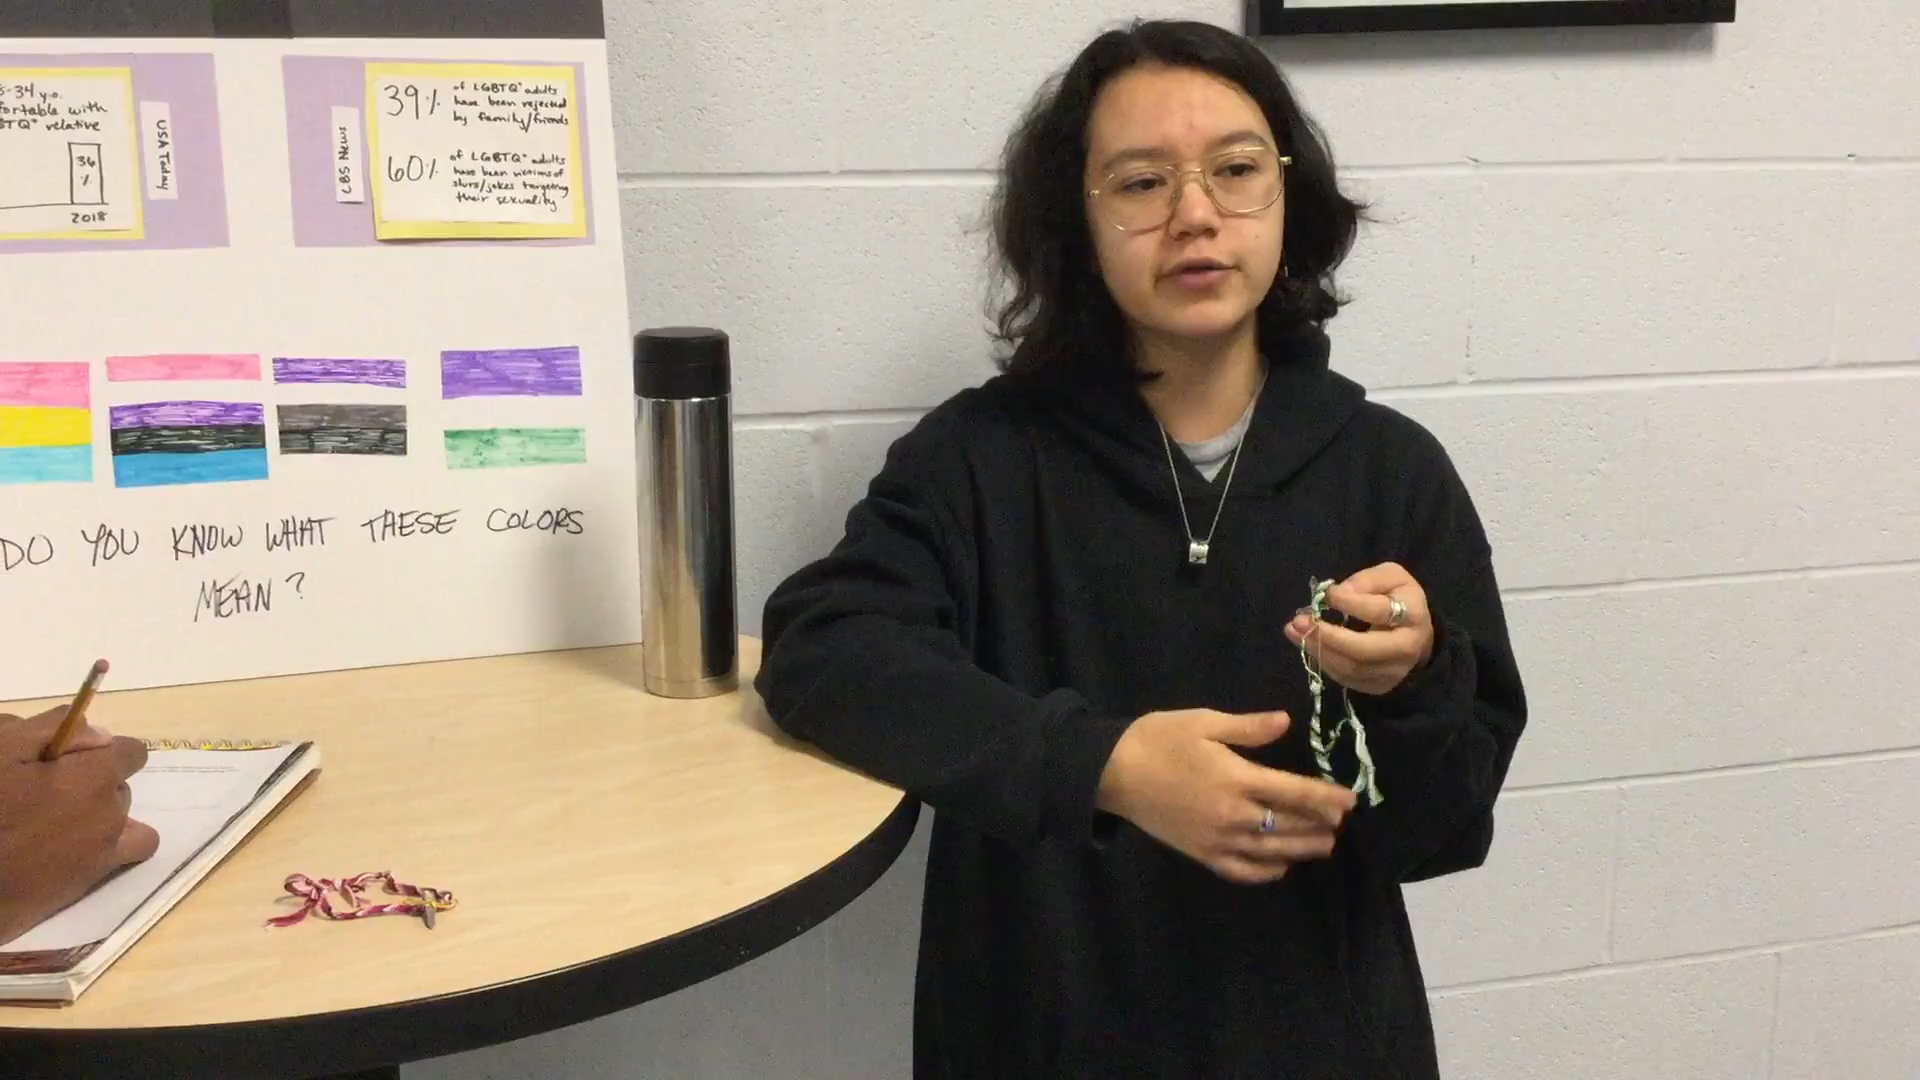 34 y.o.
with
relative
36
%
2018
USA Today
CBS News
39% of LGBTQ+ adults
have been rejected
by family/friends
60% of LGBTQ+ adults
have been victims of
slurs/jokes targeting
their sexuality
DO YOU KNOW WHAT THESE COLORS
MEAN?